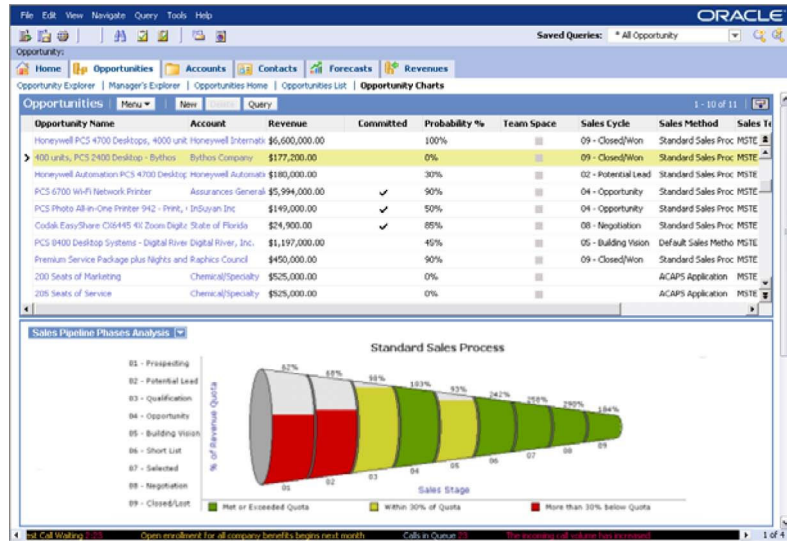 File Edit View Navigate Query Tools Help
ORACLE
Saved Queries: * All Opportunity
Opportunity:
Home Opportunities Accounts Contacts Forecasts Revenues
Opportunity Explorer | Manager's Explorer | Opportunities Home | Opportunities List | Opportunity Charts
Opportunities Menu New Query 1 - 10 of 11
Opportunity Name Account Revenue Committed Probability % Team Space Sales Cycle Sales Method Sales Te
Honeywell PCS 4700 Desktops, 4000 unit Honeywell Internati $6,600,000.00 100% 09 - Closed/Won Standard Sales Proc MSTE
400 units, PCS 2400 Desktop - Bythos Bythos Company $177,200.00 0% 09 - Closed/Won Standard Sales Proc MSTE
Honeywell Automation PCS 4700 Desktop Honeywell Automati $180,000.00 30% 02 - Potential Lead Standard Sales Proc MSTE
PCS 6700 Wi-Fi Network Printer Assurances General $5,994,000.00 90% 04 - Opportunity Standard Sales Proc MSTE
PCS Photo All-in-One Printer 942 - Print, InSuyan Inc $149,000.00 50% 04 - Opportunity Standard Sales Proc MSTE
Codak EasyShare CX6445 4X Zoom Digita State of Florida $24,900.00 85% 08 - Negotiation Standard Sales Proc MSTE
PCS 8400 Desktop Systems - Digital River Digital River, Inc. $1,197,000.00 45% 05 - Building Vision Default Sales Metho MSTE
Premium Service Package plus Nights and Raphics Council $450,000.00 90% 09 - Closed/Won Standard Sales Proc MSTE
200 Seats of Marketing Chemical/Specialty $525,000.00 0% ACAPS Application MSTE
205 Seats of Service Chemical/Specialty $525,000.00 0% ACAPS Application MSTE
Sales Pipeline Phases Analysis
Standard Sales Process
01 - Prospecting
02 - Potential Lead
03 - Qualification
04 - Opportunity
05 - Building Vision
06 - Short List
07 - Selected
08 - Negotiation
09 - Closed/Lost
% of Revenue Quota
62% 68% 98% 103% 93% 242% 258% 290% 184%
01 02 03 04 05 06 07 08 09
Sales Stage
Met or Exceeded Quota Within 30% of Quota More than 30% below Quota
est Call Waiting 2:23 Open enrollment for all company benefits begins next month Calls in Queue 23 The incoming call volume has increased 1 of 4